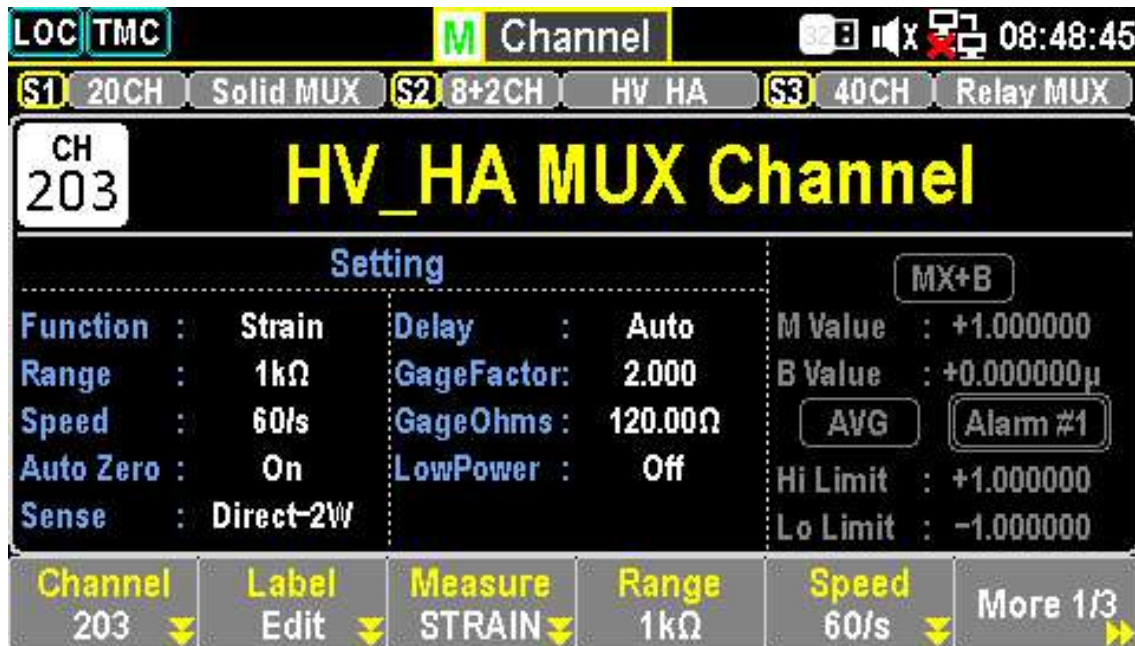 LOC TMC M Channel 32 x 08:48:45
S1 20CH Solid MUX S2 8+2CH HV HA S3 40CH Relay MUX
CH
203
HV_HA MUX Channel
Setting
MX+B
Function : Strain Delay : Auto M Value : +1.000000
Range : 1kΩ GageFactor: 2.000 B Value : +0.000000µ
Speed : 60/s GageOhms : 120.00Ω AVG Alarm #1
Auto Zero : On LowPower : Off Hi Limit : +1.000000
Sense : Direct-2W Lo Limit : -1.000000
Channel Label Measure Range Speed More 1/3
203 Edit STRAIN 1kΩ 60/s